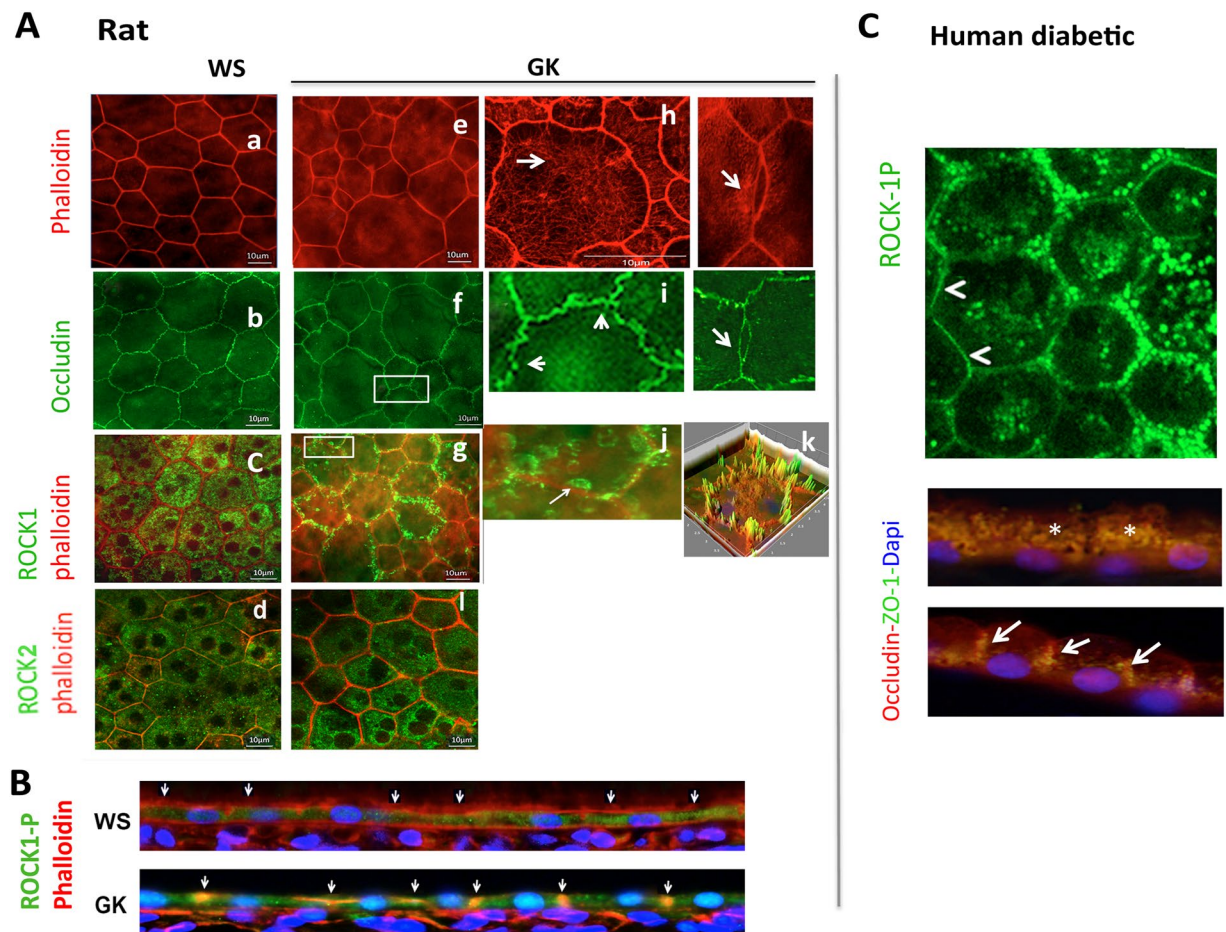 A Rat
WS
GK
Phalloidin
a
e
h
10µm
10µm
10µm
Occludin
b
f
i
10µm
10µm
ROCK1
phalloidin
C
g
j
k
10µm
10µm
ROCK2
phalloidin
d
l
10µm
10µm
B
ROCK1-P
Phalloidin
WS
GK
C Human diabetic
ROCK-1P
Occludin-ZO-1-Dapi
* *